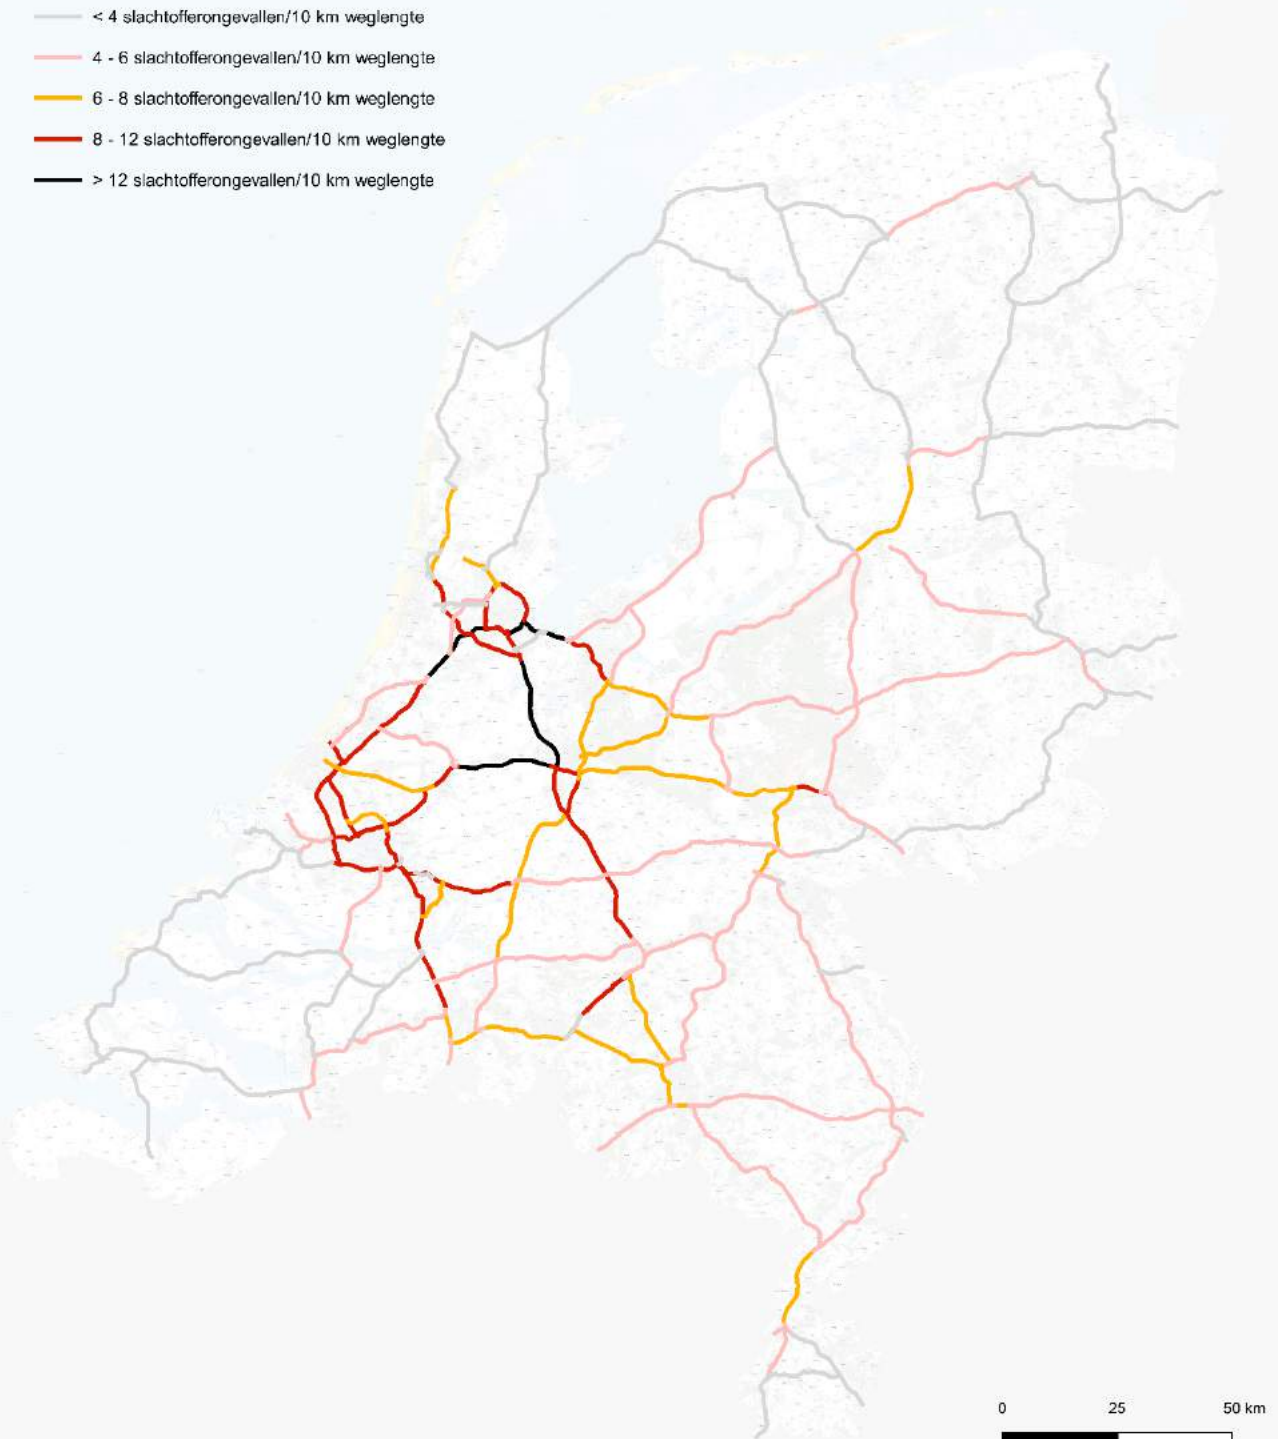 < 4 slachtofferongevallen/10 km weglengte
4 - 6 slachtofferongevallen/10 km weglengte
6 - 8 slachtofferongevallen/10 km weglengte
8 - 12 slachtofferongevallen/10 km weglengte
> 12 slachtofferongevallen/10 km weglengte
0 25 50 km